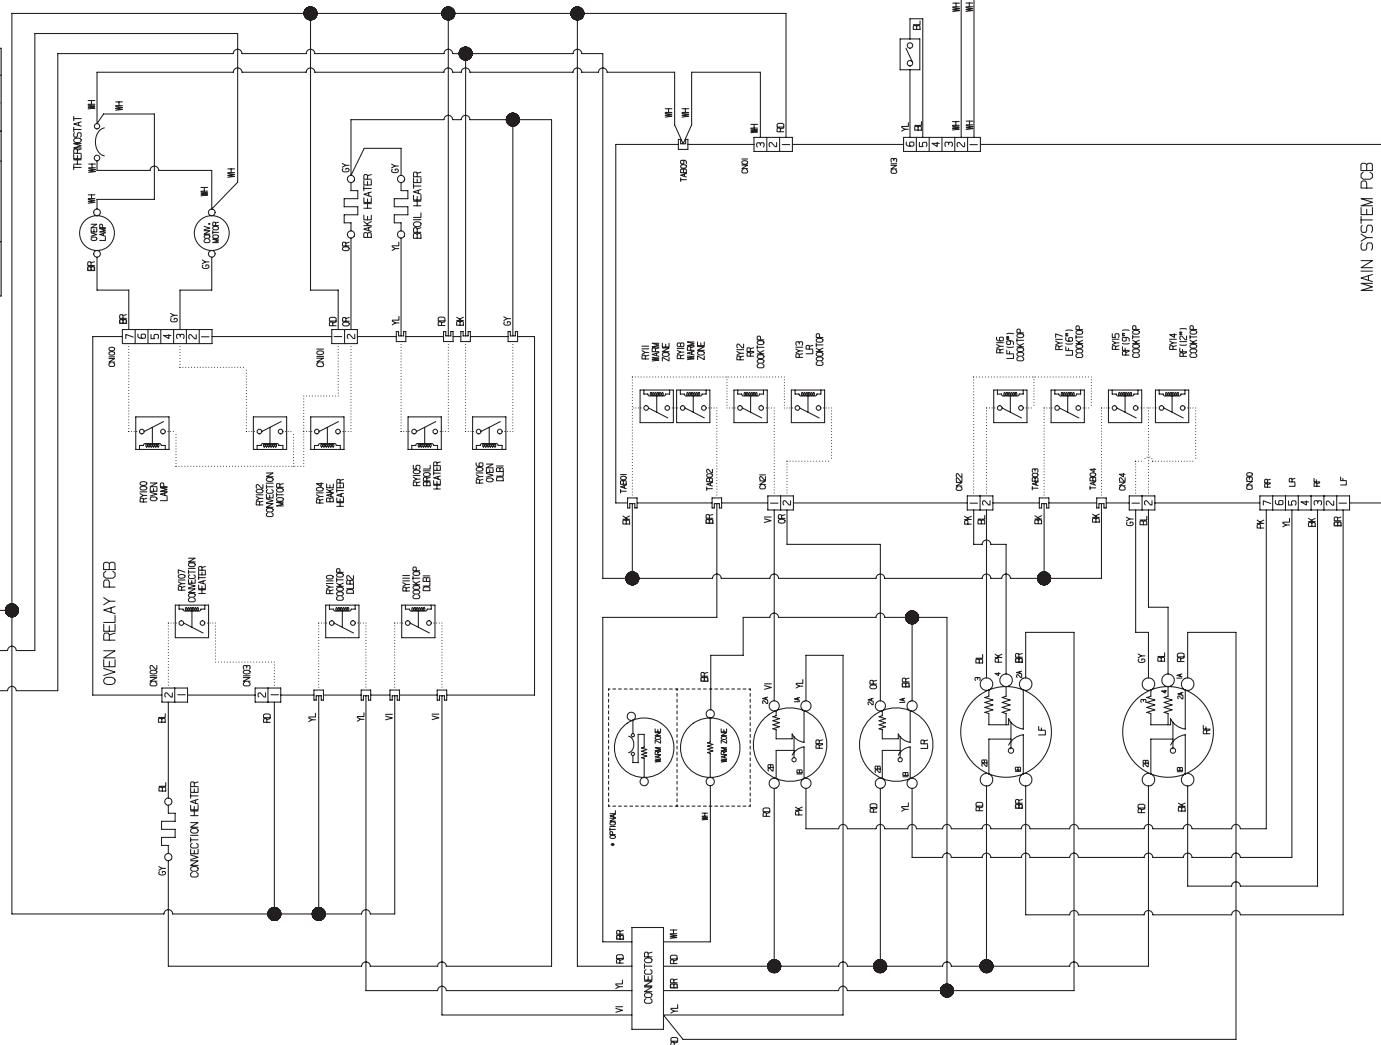 WH
WH
THERMOSTAT
WH
WH
WH
WH
OVEN
LAMP
CONV.
MOTOR
BR
GY
GY
GY
BAKE HEATER
BROIL HEATER
OR
YL
WH
WH
TAB09
WH
RD
3 2 1
CN01
BL
YL
BL
WH
WH
WH
WH
6 5 4 3 2 1
CN13
MAIN SYSTEM PCB
BR
GY
7 6 5 4 3 2 1
CN100
RD
OR
1 2
CN101
YL
RD
BK
GY
RY100
OVEN
LAMP
RY102
CONVECTION
MOTOR
RY104
BAKE
HEATER
RY105
BROIL
HEATER
RY106
OVEN
DLB1
OVEN RELAY PCB
RY107
CONVECTION
HEATER
RY110
COOKTOP
DLB2
RY111
COOKTOP
DLB1
CN102
2 1
CN103
2 1
BL
RD
YL
YL
VI
VI
BL
CONVECTION HEATER
GY
RY11
WARM
ZONE
RY18
WARM
ZONE
RY12
RR
COOKTOP
RY13
LR
COOKTOP
RY16
LF(9")
COOKTOP
RY17
LF(6")
COOKTOP
RY15
RF(9")
COOKTOP
RY14
RF(12")
COOKTOP
TAB01
TAB02
CN21
1 2
CN22
1 2
TAB03
TAB04
CN24
1 2
CN30
RR
LR
RF
LF
7 6 5 4 3 2 1
BK
BR
VI
OR
PK
BL
BK
BK
GY
BL
PK
YL
BK
BR
BR
VI
YL
OR
BR
BL
PK
BR
GY
BL
RD
2A
1A
2A
1A
3
4
2A
3
4
2A
1A
WARM ZONE
WARM ZONE
RR
LR
LF
RF
2B
1B
2B
1B
2B
1B
2B
1B
* OPTIONAL
WH
RD
PK
RD
YL
RD
BR
RD
BK
CONNECTOR
BR
RD
YL
VI
WH
RD
BR
YL
RD